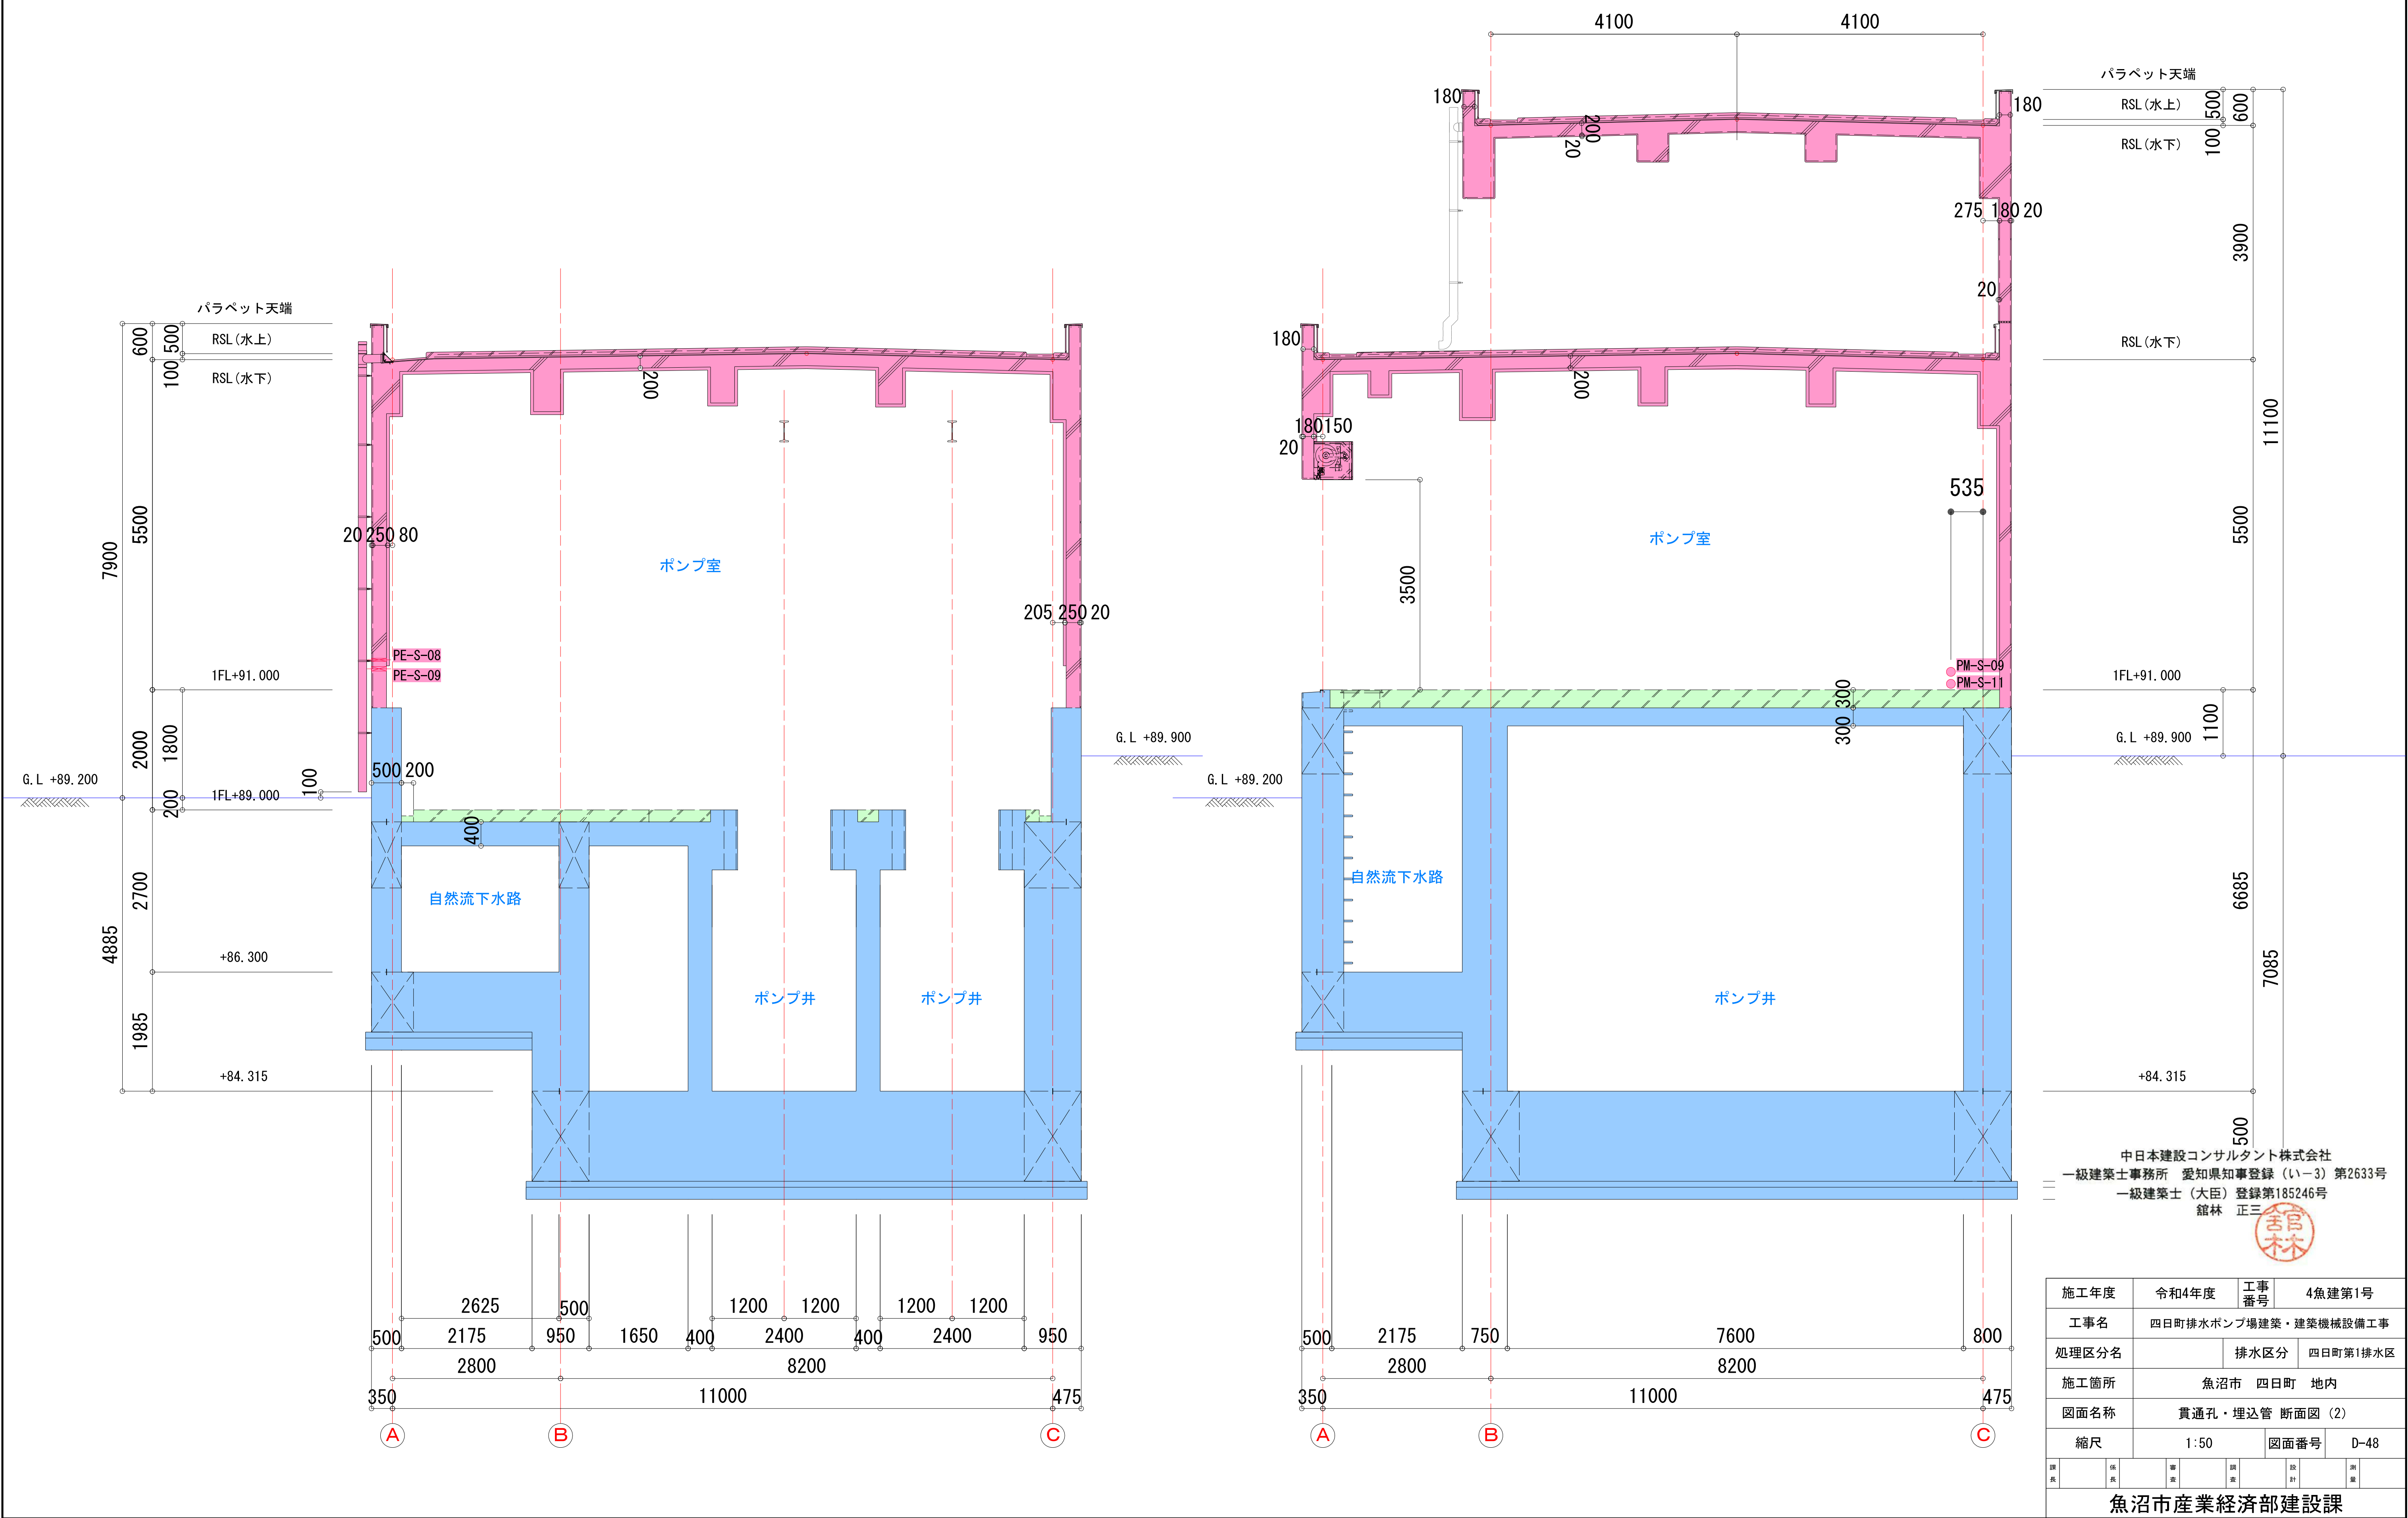 4100
4100
パラペット天端
RSL(水上)
RSL(水下)
500
600
100
180
180
200
20
275
180
20
3900
20
RSL(水下)
パラペット天端
RSL(水上)
RSL(水下)
600
500
100
200
180
200
180
150
20
11100
535
5500
7900
5500
20
250
80
ポンプ室
ポンプ室
3500
205
250
20
PE-S-08
PE-S-09
PM-S-09
PM-S-11
1FL+91.000
1FL+91.000
300
300
1100
2000
1800
G.L +89.900
G.L +89.900
G.L +89.200
G.L +89.200
100
500
200
1FL+89.000
200
400
2700
自然流下水路
自然流下水路
6685
4885
+86.300
7085
ポンプ井
ポンプ井
ポンプ井
1985
+84.315
+84.315
500
中日本建設コンサルタント株式会社
一級建築士事務所 愛知県知事登録(い-3)第2633号
一級建築士(大臣)登録第185246号
舘林 正三
舘林
2625
500
1200
1200
1200
1200
500
2175
950
1650
400
2400
400
2400
950
2800
8200
350
11000
475
A
B
C
500
2175
750
7600
800
2800
8200
350
11000
475
A
B
C
施工年度 令和4年度 工事番号 4魚建第1号
工事名 四日町排水ポンプ場建築・建築機械設備工事
処理区分名 排水区分 四日町第1排水区
施工箇所 魚沼市 四日町 地内
図面名称 貫通孔・埋込管 断面図(2)
縮尺 1:50 図面番号 D-48
課長 係長 審査 調査 設計 測量
魚沼市産業経済部建設課